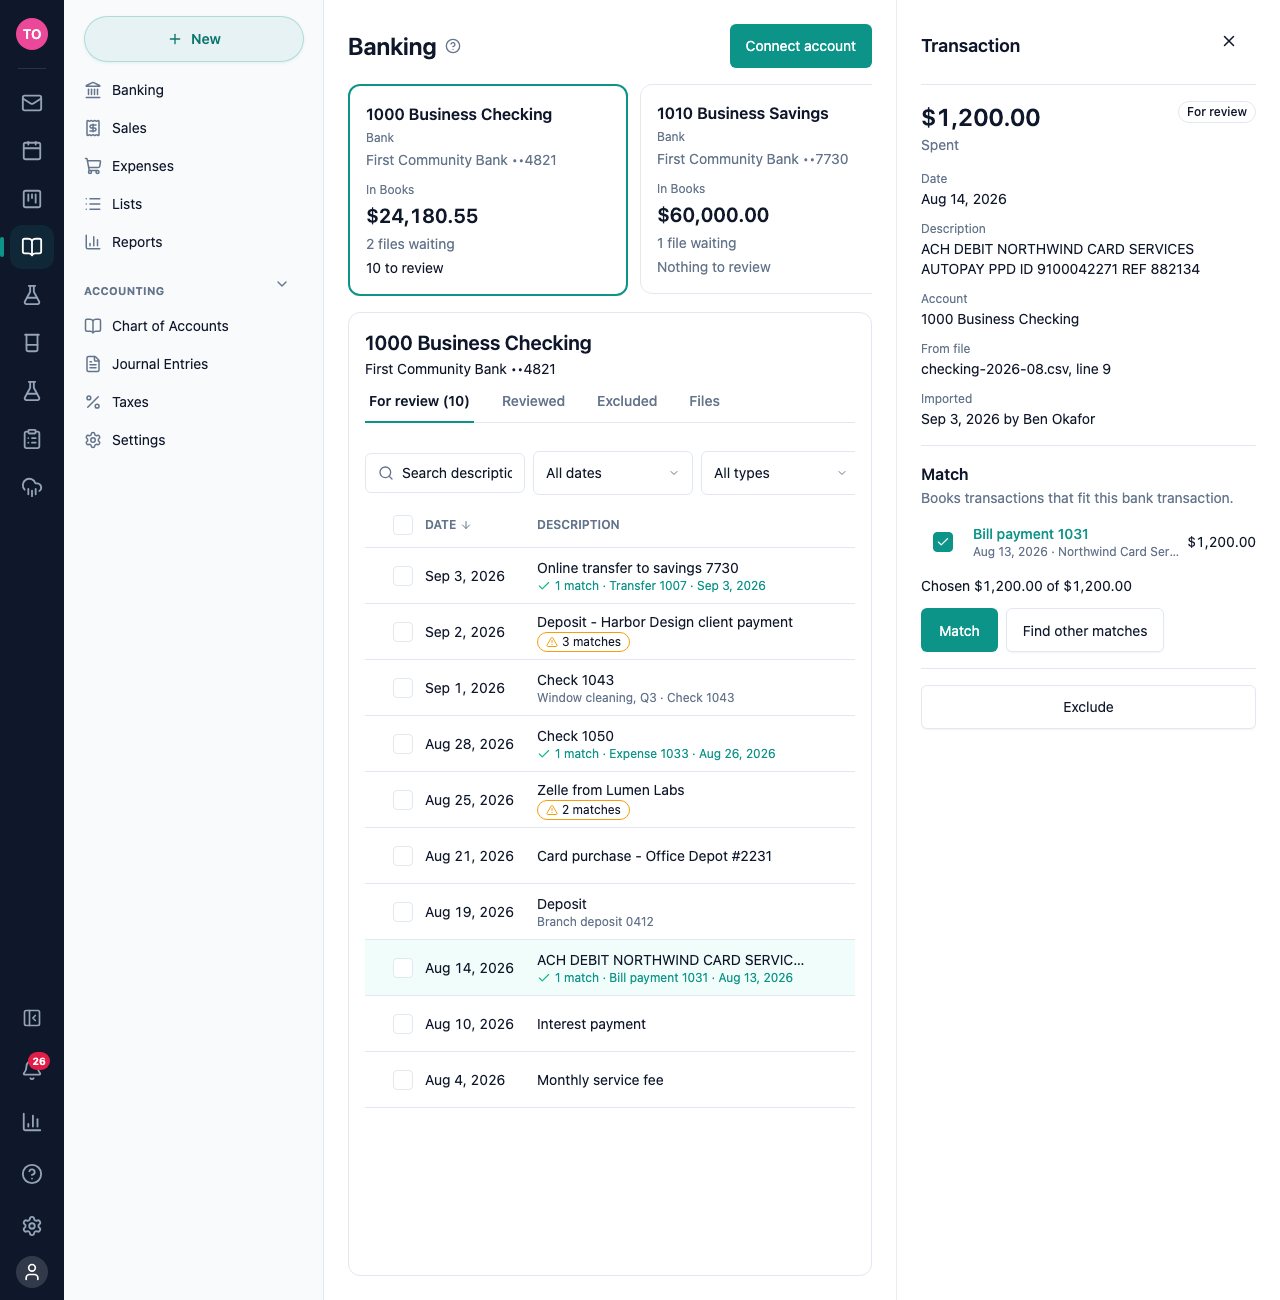 TO
26
New
Banking
Sales
Expenses
Lists
Reports
ACCOUNTING
Chart of Accounts
Journal Entries
Taxes
Settings
Banking
Connect account
1000 Business Checking
Bank
First Community Bank ••4821
In Books
$24,180.55
2 files waiting
10 to review
1010 Business Savings
Bank
First Community Bank ••7730
In Books
$60,000.00
1 file waiting
Nothing to review
1000 Business Checking
First Community Bank ••4821
For review (10) Reviewed Excluded Files
Search descriptic
All dates
All types
DATE DESCRIPTION
Sep 3, 2026 Online transfer to savings 7730
1 match · Transfer 1007 · Sep 3, 2026
Sep 2, 2026 Deposit - Harbor Design client payment
3 matches
Sep 1, 2026 Check 1043
Window cleaning, Q3 · Check 1043
Aug 28, 2026 Check 1050
1 match · Expense 1033 · Aug 26, 2026
Aug 25, 2026 Zelle from Lumen Labs
2 matches
Aug 21, 2026 Card purchase - Office Depot #2231
Aug 19, 2026 Deposit
Branch deposit 0412
Aug 14, 2026 ACH DEBIT NORTHWIND CARD SERVIC...
1 match · Bill payment 1031 · Aug 13, 2026
Aug 10, 2026 Interest payment
Aug 4, 2026 Monthly service fee
Transaction
$1,200.00
For review
Spent
Date
Aug 14, 2026
Description
ACH DEBIT NORTHWIND CARD SERVICES
AUTOPAY PPD ID 9100042271 REF 882134
Account
1000 Business Checking
From file
checking-2026-08.csv, line 9
Imported
Sep 3, 2026 by Ben Okafor
Match
Books transactions that fit this bank transaction.
Bill payment 1031
Aug 13, 2026 · Northwind Card Ser...
$1,200.00
Chosen $1,200.00 of $1,200.00
Match
Find other matches
Exclude